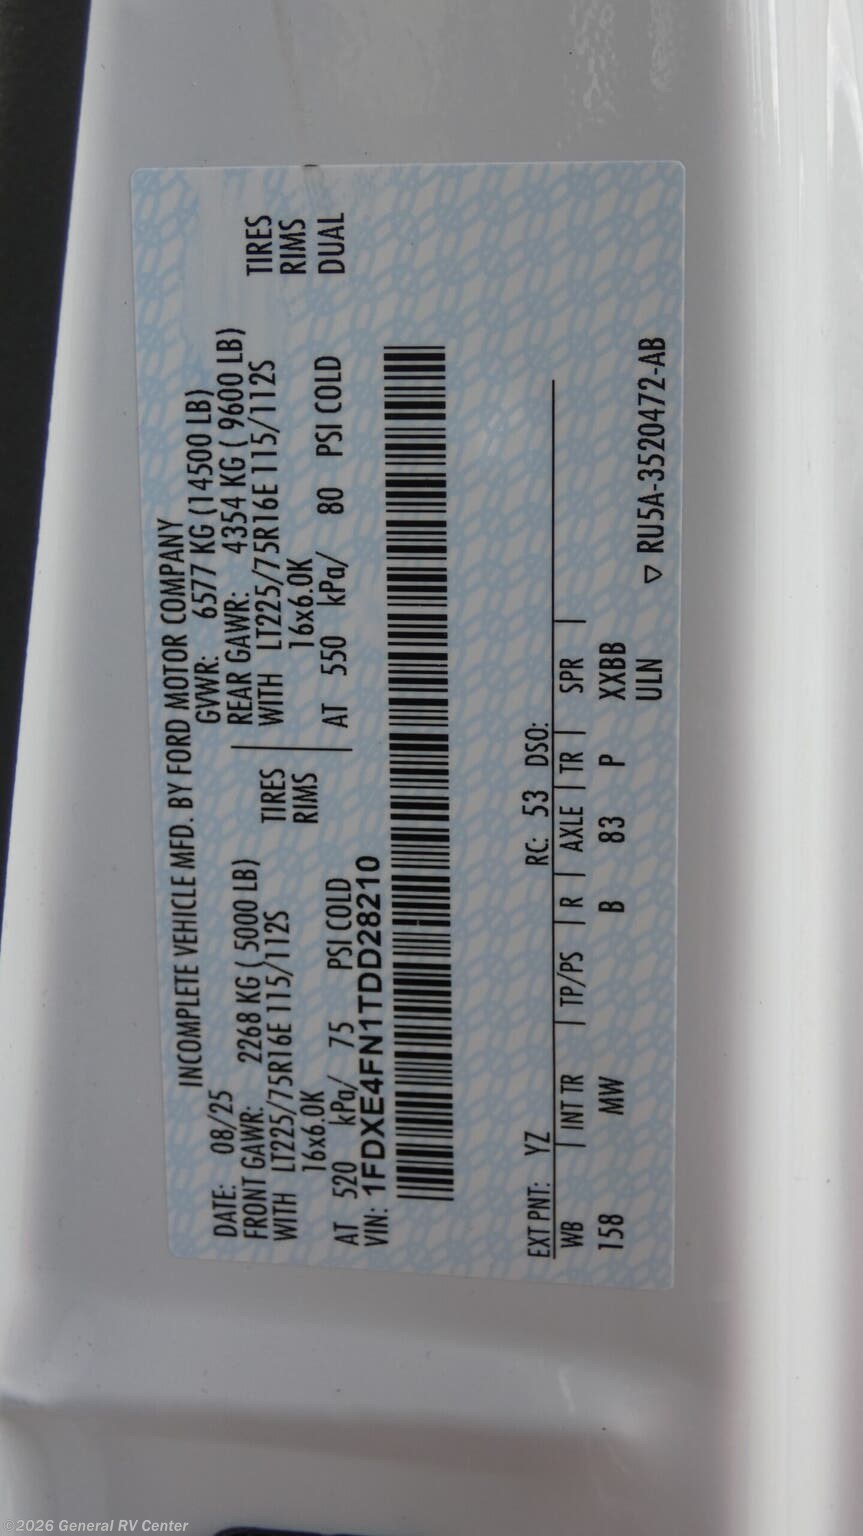 INCOMPLETE VEHICLE MFD. BY FORD MOTOR COMPANY
DATE: 08/25 GVWR: 6577 KG (14500 LB)
FRONT GAWR: 2268 KG ( 5000 LB) REAR GAWR: 4354 KG ( 9600 LB)
WITH LT225/75R16E 115/112S TIRES WITH LT225/75R16E 115/112S TIRES
16x6.0K RIMS 16x6.0K RIMS
AT 520 kPa/ 75 PSI COLD AT 550 kPa/ 80 PSI COLD DUAL
VIN: 1FDXE4FN1TDD28210
EXT PNT: YZ RC: 53 DSO:
WB | INT TR | TP/PS | R | AXLE | TR | SPR |
158 MW B 83 P XXBB
ULN ▽ RU5A-3520472-AB
©2026 General RV Center